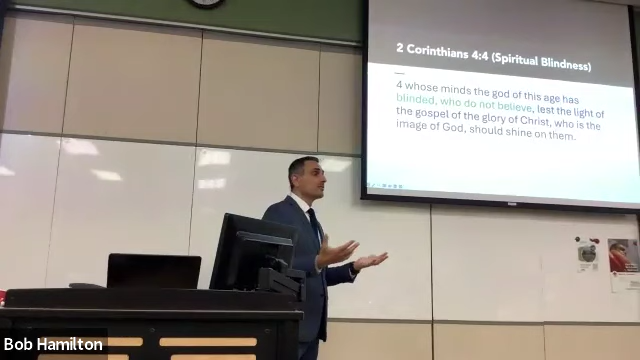 2 Corinthians 4:4 (Spiritual Blindness)
4 whose minds the god of this age has
blinded, who do not believe, lest the light of
the gospel of the glory of Christ, who is the
image of God, should shine on them.
Bob Hamilton